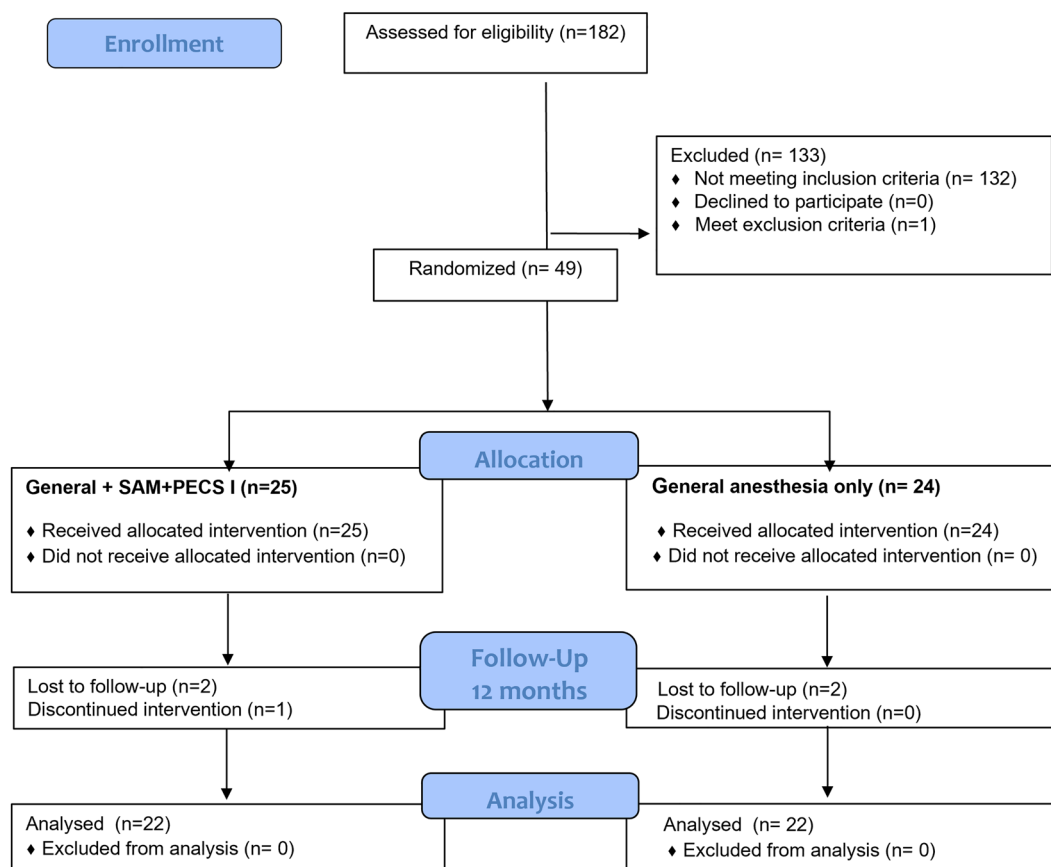 Enrollment
Assessed for eligibility (n=182)
Excluded (n= 133)
♦ Not meeting inclusion criteria (n= 132)
♦ Declined to participate (n=0)
♦ Meet exclusion criteria (n=1)
Randomized (n= 49)
Allocation
General + SAM+PECS I (n=25)
♦ Received allocated intervention (n=25)
♦ Did not receive allocated intervention (n=0)
General anesthesia only (n= 24)
♦ Received allocated intervention (n=24)
♦ Did not receive allocated intervention (n= 0)
Follow-Up
12 months
Lost to follow-up (n=2)
Discontinued intervention (n=1)
Lost to follow-up (n=2)
Discontinued intervention (n=0)
Analysis
Analysed (n=22)
♦ Excluded from analysis (n= 0)
Analysed (n= 22)
♦ Excluded from analysis (n= 0)